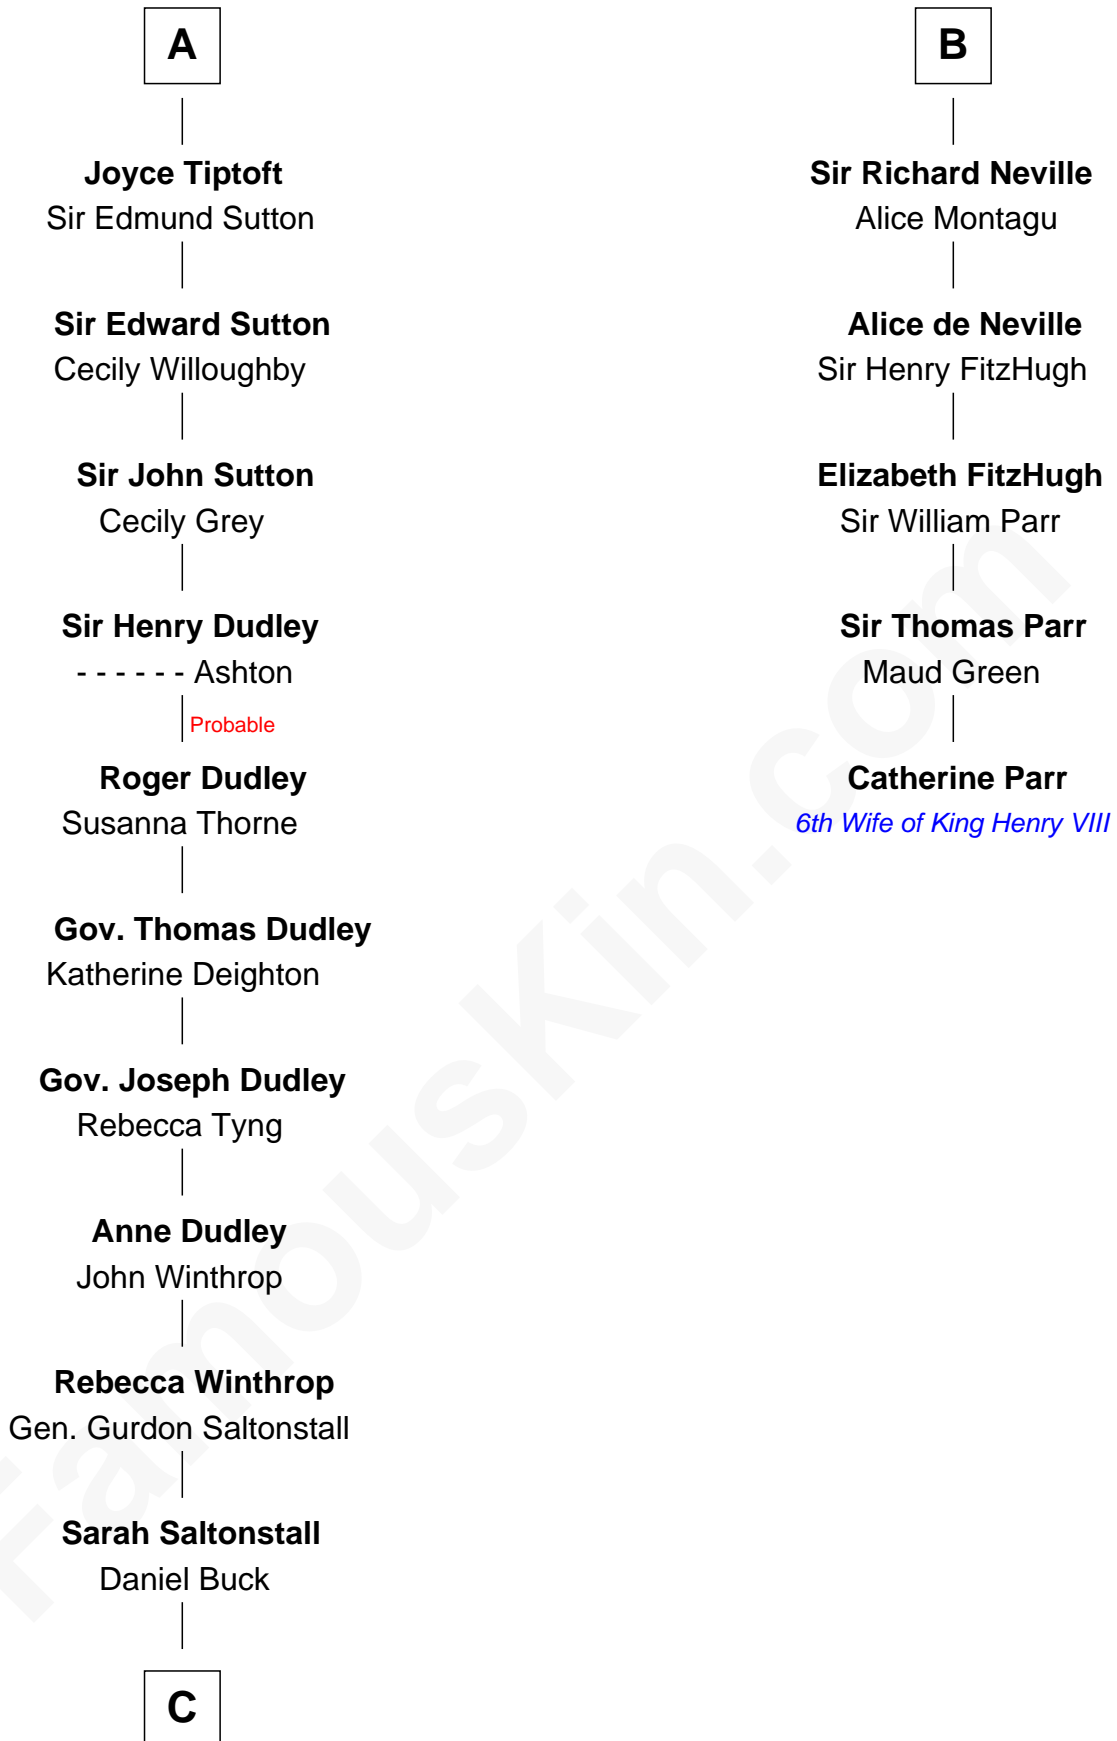 A
Joyce Tiptoft
Sir Edmund Sutton
Sir Edward Sutton
Cecily Willoughby
Sir John Sutton
Cecily Grey
Sir Henry Dudley
- - - - - - Ashton
Probable
Roger Dudley
Susanna Thorne
Gov. Thomas Dudley
Katherine Deighton
Gov. Joseph Dudley
Rebecca Tyng
Anne Dudley
John Winthrop
Rebecca Winthrop
Gen. Gurdon Saltonstall
Sarah Saltonstall
Daniel Buck
C
B
Sir Richard Neville
Alice Montagu
Alice de Neville
Sir Henry FitzHugh
Elizabeth FitzHugh
Sir William Parr
Sir Thomas Parr
Maud Green
Catherine Parr
6th Wife of King Henry VIII
FamousKin.com